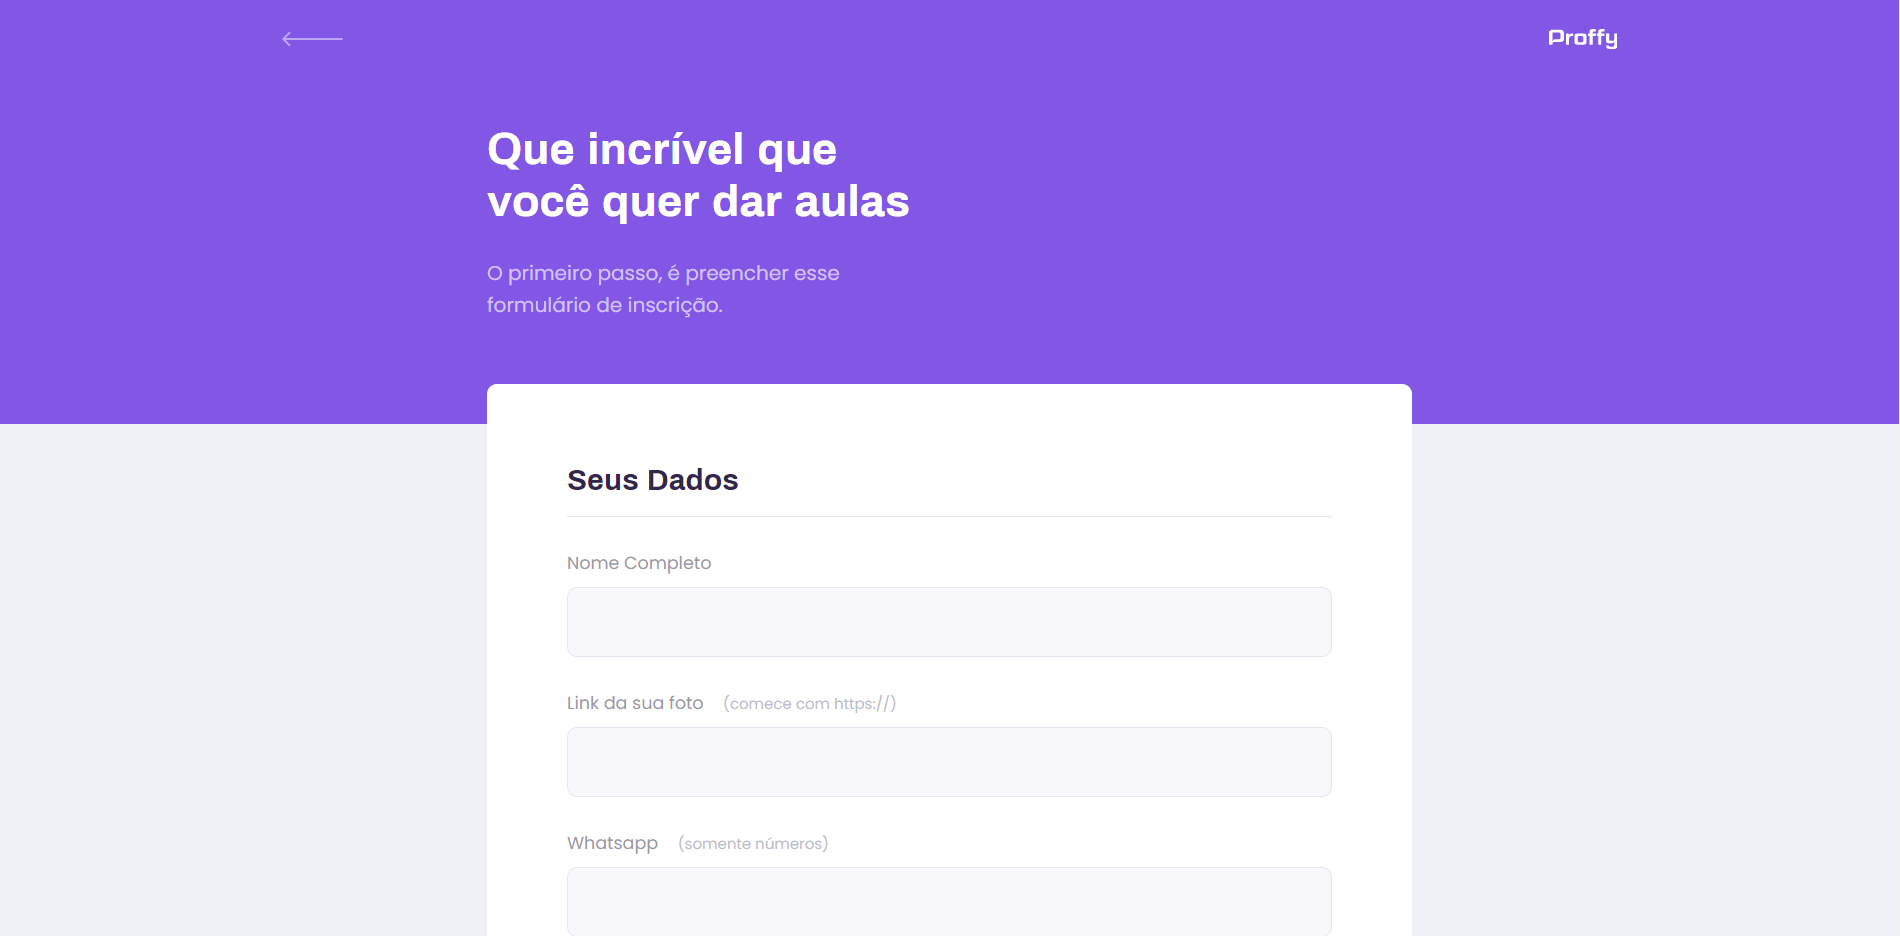 Proffy
Que incrível que
você quer dar aulas
O primeiro passo, é preencher esse
formulário de inscrição.
Seus Dados
Nome Completo
Link da sua foto (comece com https://)
Whatsapp (somente números)